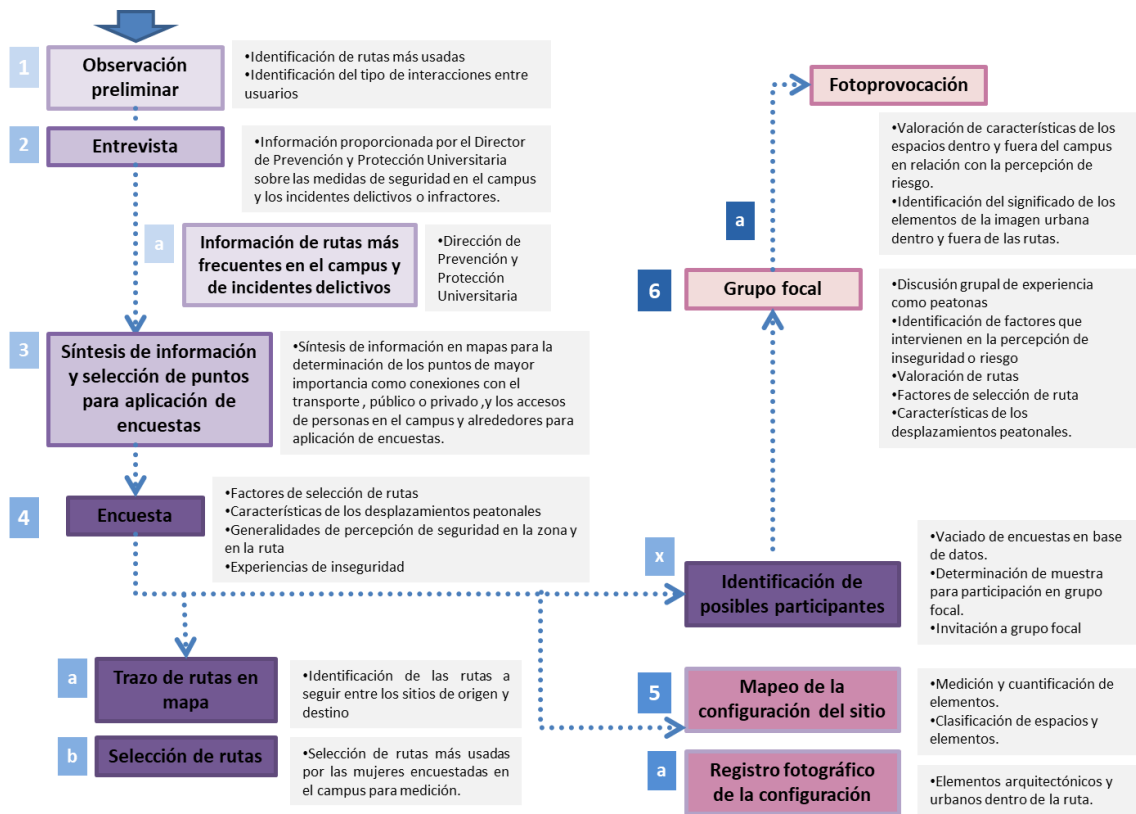 1
Observación
preliminar
•Identificación de rutas más usadas
•Identificación del tipo de interacciones entre
usuarios
2
Entrevista
•Información proporcionada por el Director
de Prevención y Protección Universitaria
sobre las medidas de seguridad en el campus
y los incidentes delictivos o infractores.
a
Información de rutas más
frecuentes en el campus y
de incidentes delictivos
•Dirección de
Prevención y
Protección
Universitaria
3
Síntesis de información
y selección de puntos
para aplicación de
encuestas
•Síntesis de información en mapas para la
determinación de los puntos de mayor
importancia como conexiones con el
transporte , público o privado ,y los accesos
de personas en el campus y alrededores para
aplicación de encuestas.
4
Encuesta
•Factores de selección de rutas
•Características de los desplazamientos peatonales
•Generalidades de percepción de seguridad en la zona y
en la ruta
•Experiencias de inseguridad
a
Trazo de rutas en
mapa
•Identificación de las rutas a
seguir entre los sitios de origen y
destino
b
Selección de rutas
•Selección de rutas más usadas
por las mujeres encuestadas en
el campus para medición.
Fotoprovocación
•Valoración de características de los
espacios dentro y fuera del campus
en relación con la percepción de
riesgo.
•Identificación del significado de los
elementos de la imagen urbana
dentro y fuera de las rutas.
a
6
Grupo focal
•Discusión grupal de experiencia
como peatonas
•Identificación de factores que
intervienen en la percepción de
inseguridad o riesgo
•Valoración de rutas
•Factores de selección de ruta
•Características de los
desplazamientos peatonales.
x
Identificación de
posibles participantes
•Vaciado de encuestas en base
de datos.
•Determinación de muestra
para participación en grupo
focal.
•Invitación a grupo focal
5
Mapeo de la
configuración del sitio
•Medición y cuantificación de
elementos.
•Clasificación de espacios y
elementos.
a
Registro fotográfico
de la configuración
•Elementos arquitectónicos y
urbanos dentro de la ruta.